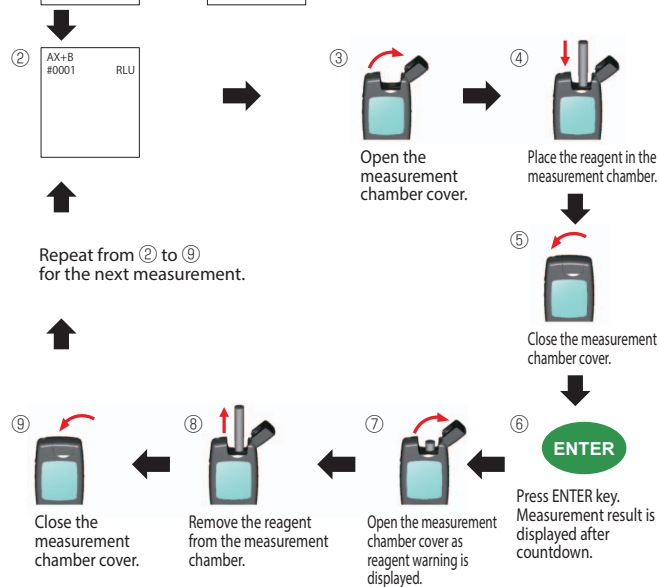 ②
AX+B
#0001 RLU
③
Open the
measurement
chamber cover.
④
Place the reagent in the
measurement chamber.
⑤
Close the measurement
chamber cover.
⑥
ENTER
Press ENTER key.
Measurement result is
displayed after
countdown.
⑦
Open the measurement
chamber cover as
reagent warning is
displayed.
⑧
Remove the reagent
from the measurement
chamber.
⑨
Close the
measurement
chamber cover.
Repeat from ② to ⑨
for the next measurement.